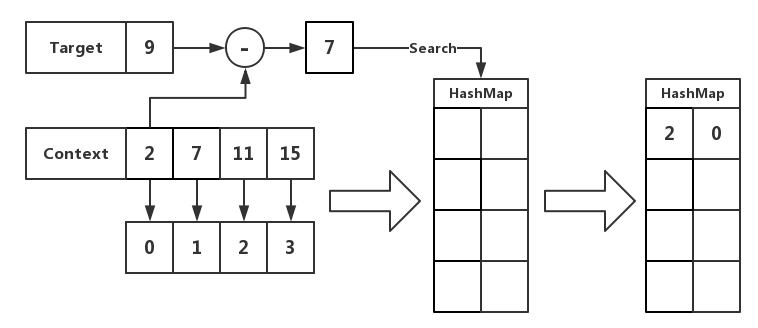 Target 9 - 7 Search
HashMap
HashMap
2 0
Context 2 7 11 15
0 1 2 3